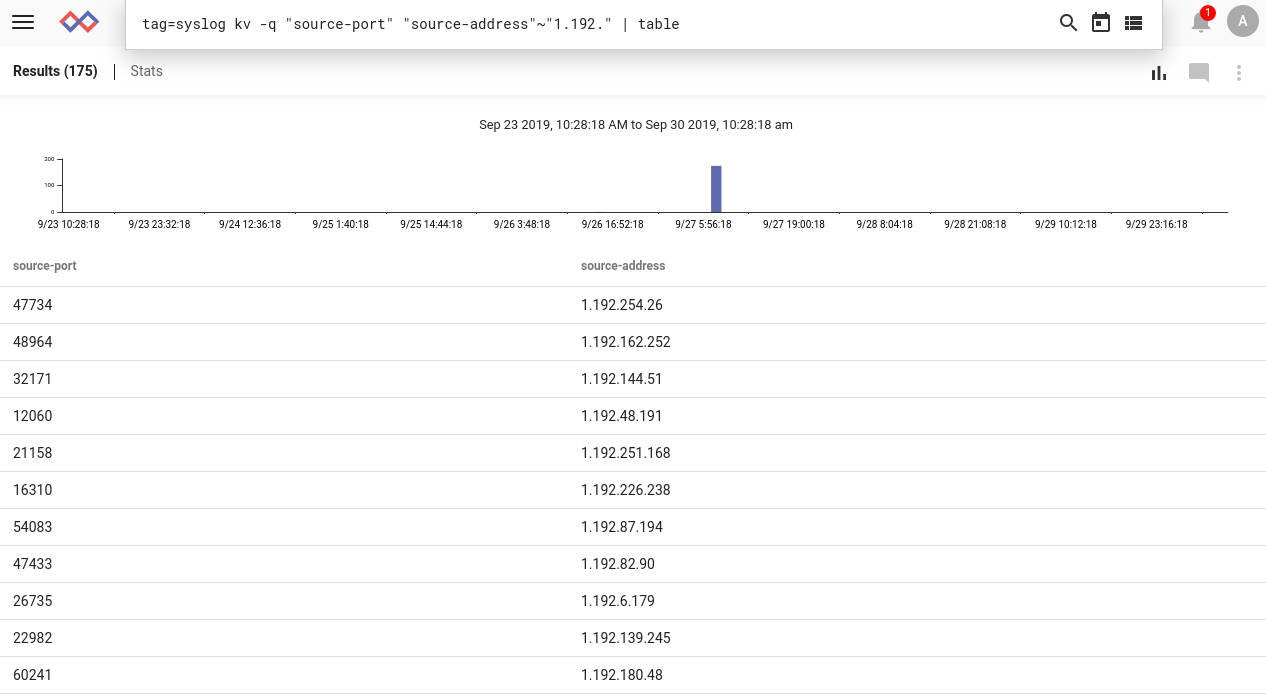 tag=syslog kv -q "source-port" "source-address"~"1.192." | table
1
A
Results (175)
Stats
Sep 23 2019, 10:28:18 AM to Sep 30 2019, 10:28:18 am
200
100
0
9/23 10:28:18 9/23 23:32:18 9/24 12:36:18 9/25 1:40:18 9/25 14:44:18 9/26 3:48:18 9/26 16:52:18 9/27 5:56:18 9/27 19:00:18 9/28 8:04:18 9/28 21:08:18 9/29 10:12:18 9/29 23:16:18
source-port source-address
47734 1.192.254.26
48964 1.192.162.252
32171 1.192.144.51
12060 1.192.48.191
21158 1.192.251.168
16310 1.192.226.238
54083 1.192.87.194
47433 1.192.82.90
26735 1.192.6.179
22982 1.192.139.245
60241 1.192.180.48